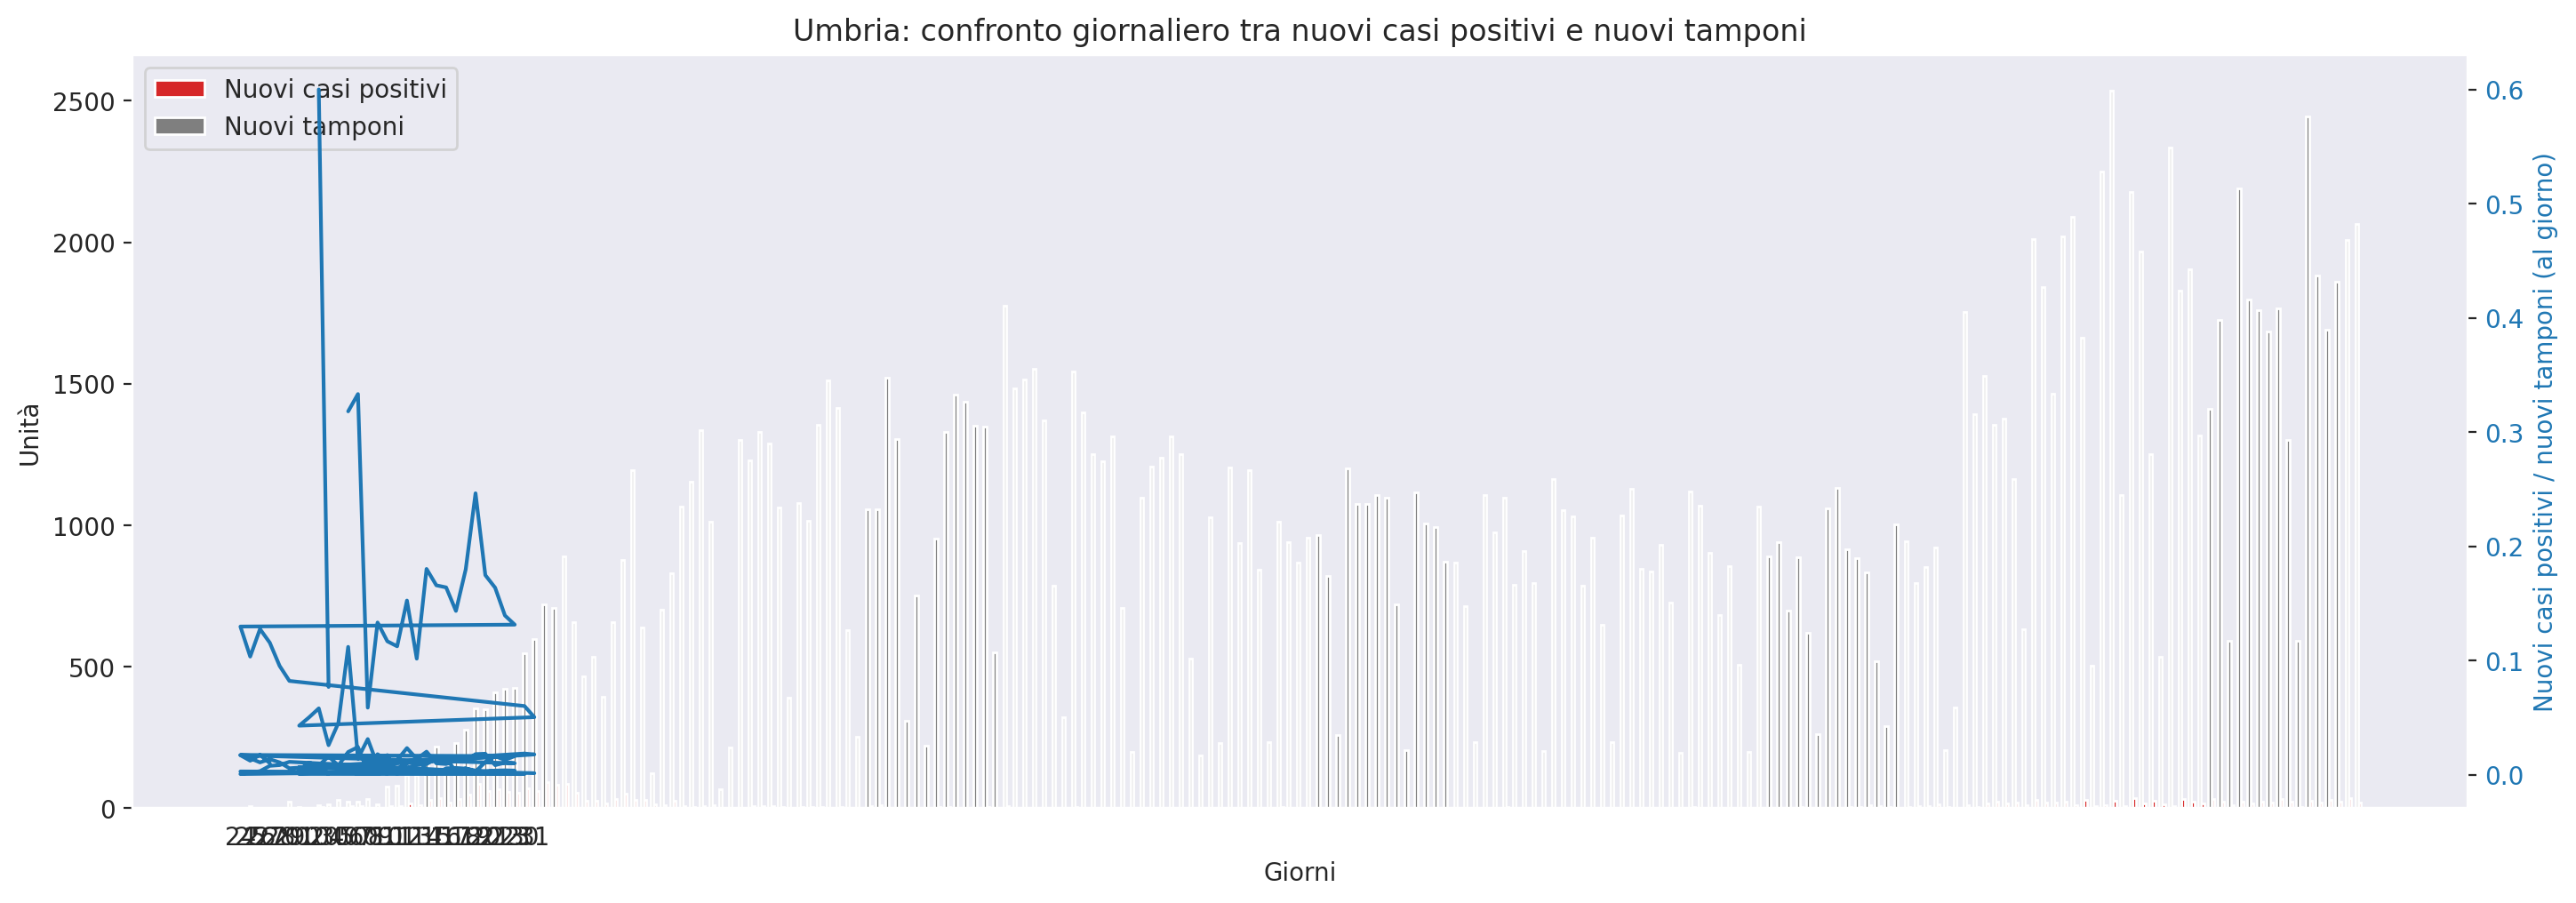 Umbria: confronto giornaliero tra nuovi casi positivi e nuovi tamponi
Nuovi casi positivi
Nuovi tamponi
2500
2000
1500
1000
500
0
Unità
0.6
0.5
0.4
0.3
0.2
0.1
0.0
Nuovi casi positivi / nuovi tamponi (al giorno)
Giorni